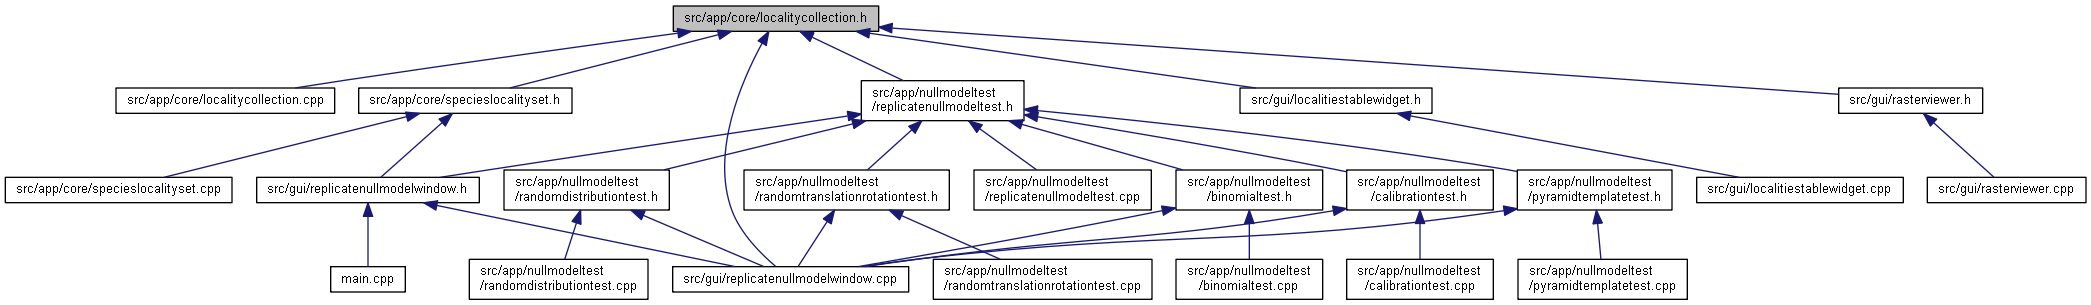 src/app/core/localitycollection.h
src/app/core/localitycollection.cpp
src/app/core/specieslocalityset.h
src/app/nullmodeltest
/replicatenullmodeltest.h
src/gui/localitiestablewidget.h
src/gui/rasterviewer.h
src/app/core/specieslocalityset.cpp
src/gui/replicatenullmodelwindow.h
src/app/nullmodeltest
/randomdistributiontest.h
src/app/nullmodeltest
/randomtranslationrotationtest.h
src/app/nullmodeltest
/replicatenullmodeltest.cpp
src/app/nullmodeltest
/binomialtest.h
src/app/nullmodeltest
/calibrationtest.h
src/app/nullmodeltest
/pyramidtemplatetest.h
src/gui/localitiestablewidget.cpp
src/gui/rasterviewer.cpp
main.cpp
src/app/nullmodeltest
/randomdistributiontest.cpp
src/gui/replicatenullmodelwindow.cpp
src/app/nullmodeltest
/randomtranslationrotationtest.cpp
src/app/nullmodeltest
/binomialtest.cpp
src/app/nullmodeltest
/calibrationtest.cpp
src/app/nullmodeltest
/pyramidtemplatetest.cpp